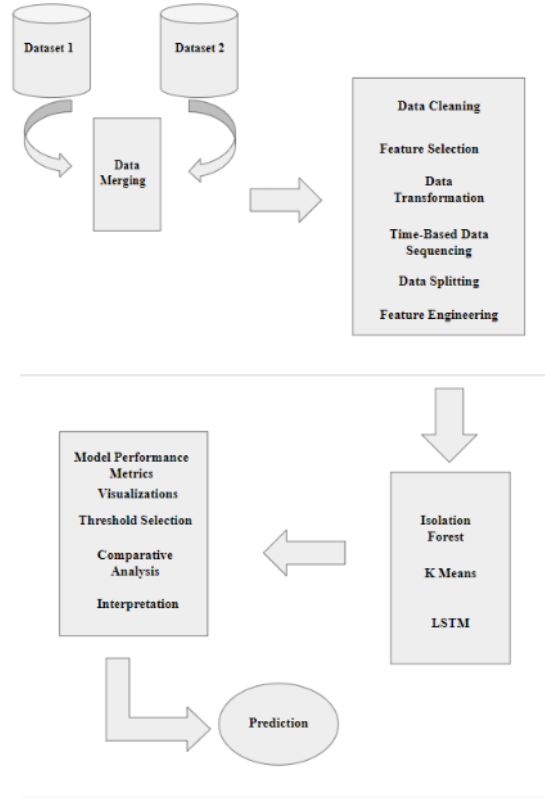 Dataset 1
Dataset 2
Data
Merging
Data Cleaning
Feature Selection
Data
Transformation
Time-Based Data
Sequencing
Data Splitting
Feature Engineering
Isolation
Forest
K Means
LSTM
Model Performance
Metrics
Visualizations
Threshold Selection
Comparative
Analysis
Interpretation
Prediction